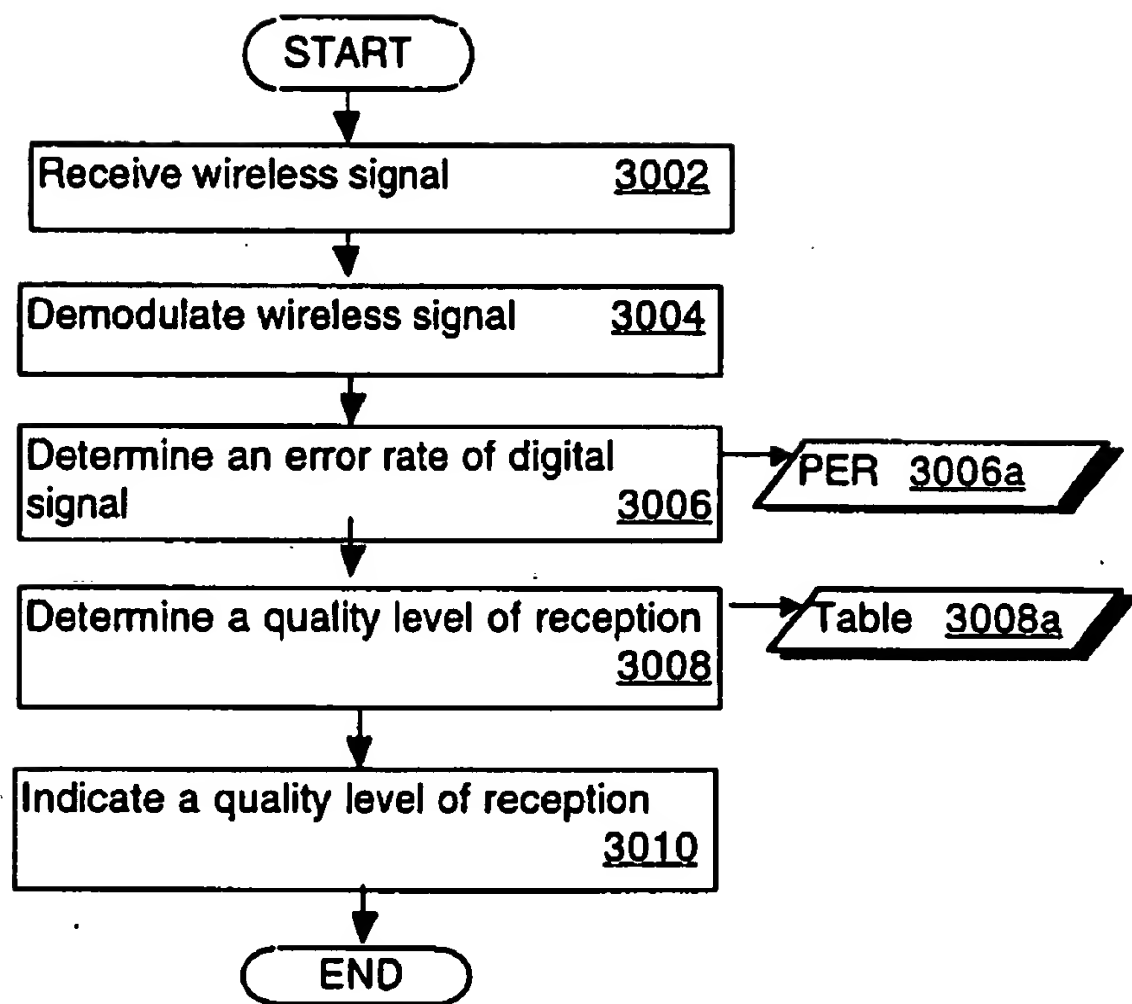 START
Receive wireless signal 3002
Demodulate wireless signal 3004
Determine an error rate of digital
signal 3006
PER 3006a
Determine a quality level of reception
3008
Table 3008a
Indicate a quality level of reception
3010
END